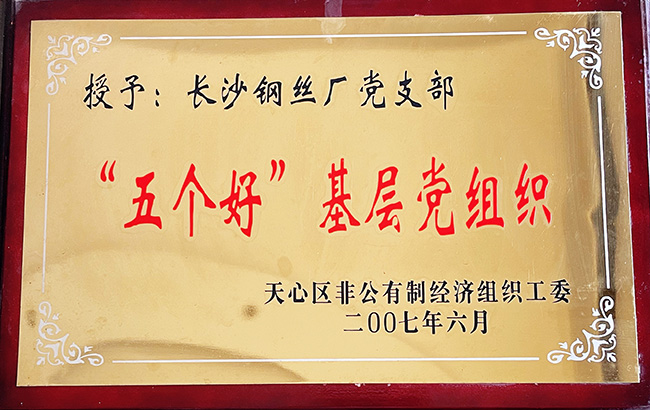 授予：长沙钢丝厂党支部
“五个好”基层党组织
天心区非公有制经济组织工委
二00七年六月